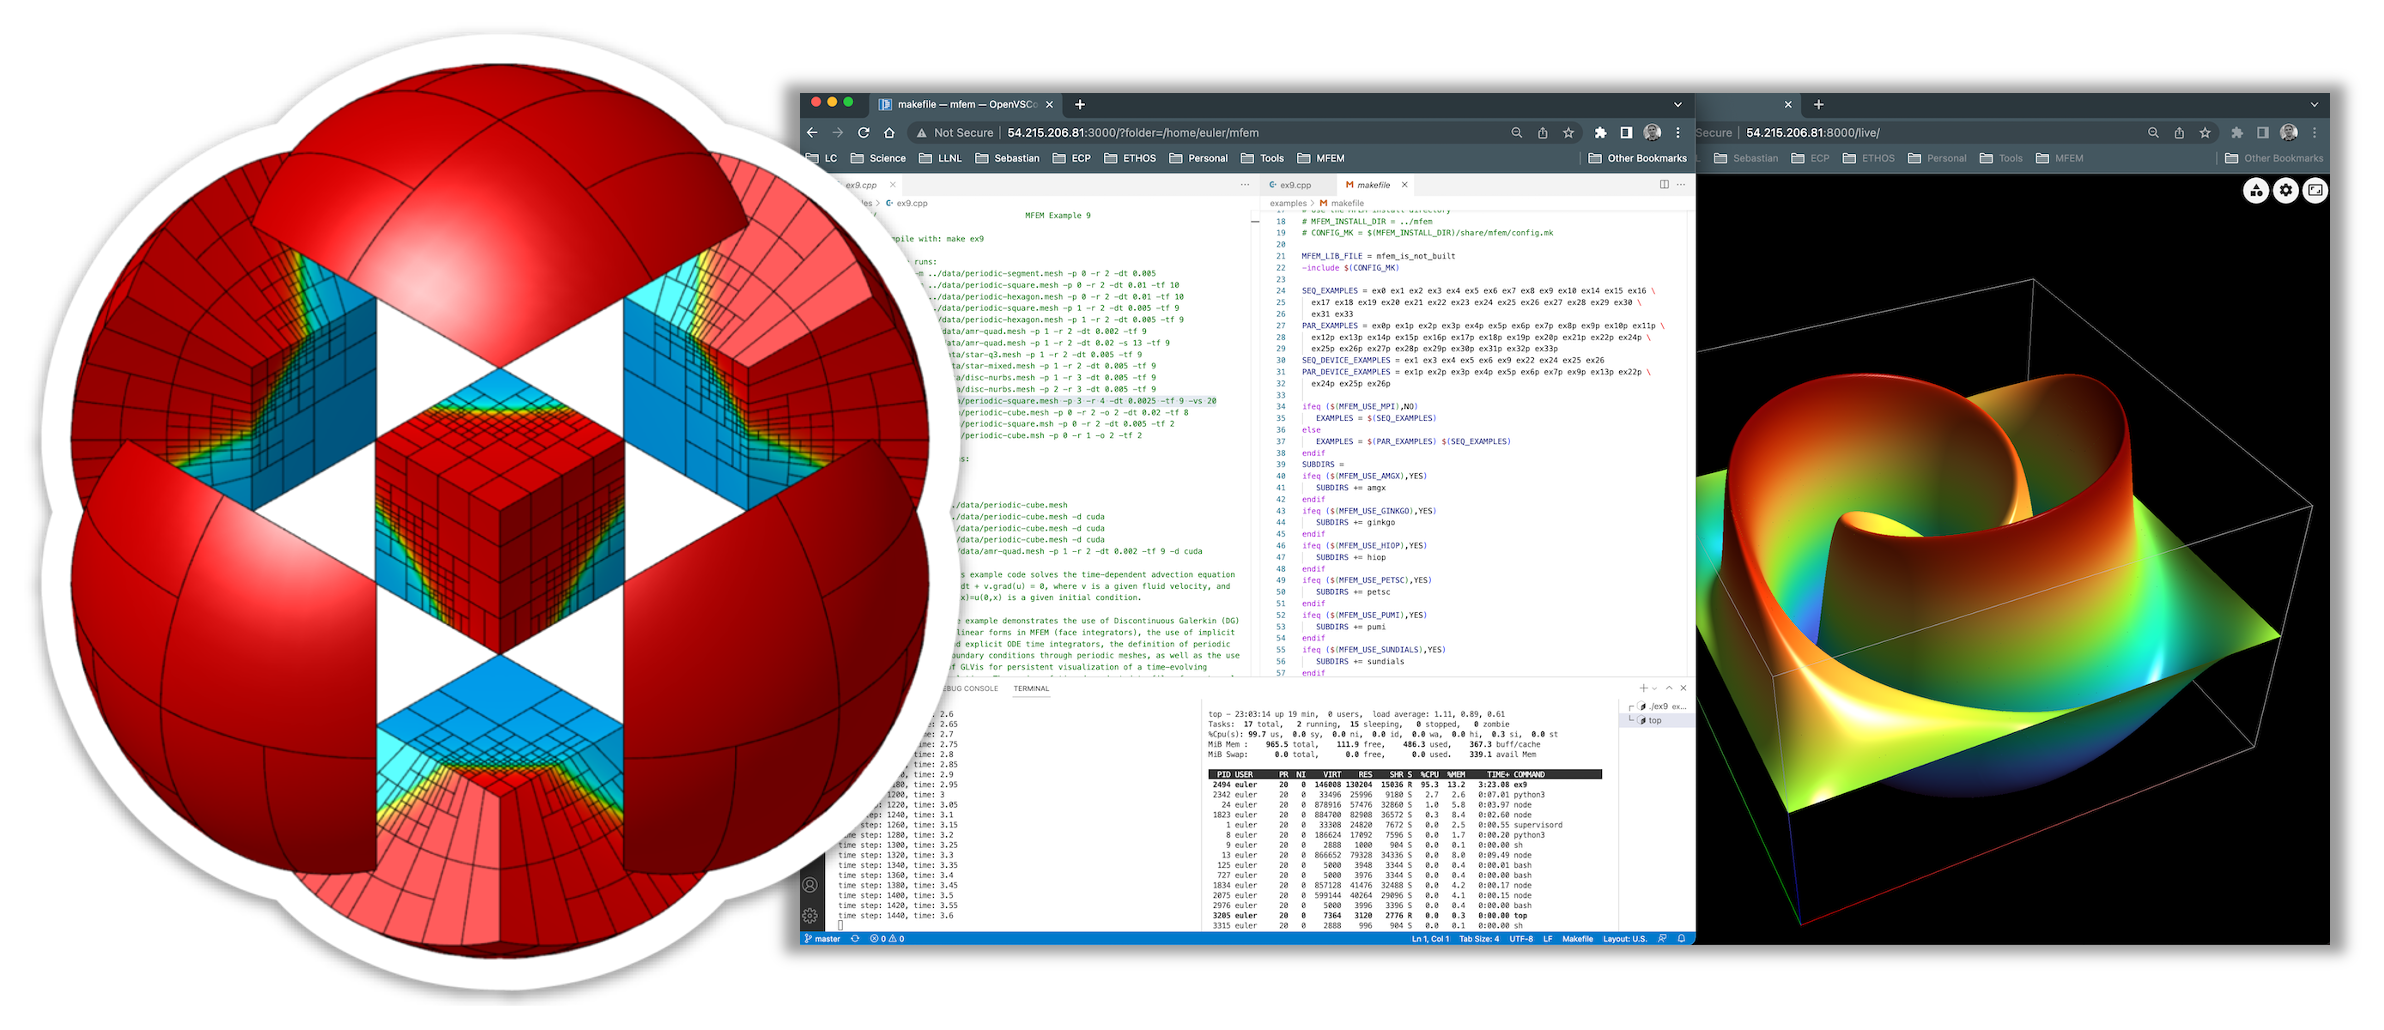 makefile — mfem — OpenVSCo
Not Secure 54.215.206.81:3000/?folder=/home/euler/mfem
LC Science LLNL Sebastian ECP ETHOS Personal Tools MFEM Other Bookmarks
ex9.cpp
ex9.cpp
MFEM Example 9
mpile with: make ex9
runs:
-m ../data/periodic-segment.mesh -p 0 -r 2 -dt 0.005
../data/periodic-square.mesh -p 0 -r 2 -dt 0.01 -tf 10
../data/periodic-hexagon.mesh -p 0 -r 2 -dt 0.01 -tf 10
/data/periodic-square.mesh -p 1 -r 2 -dt 0.005 -tf 9
/data/periodic-hexagon.mesh -p 1 -r 2 -dt 0.005 -tf 9
data/amr-quad.mesh -p 1 -r 2 -dt 0.002 -tf 9
data/amr-quad.mesh -p 1 -r 2 -dt 0.02 -s 13 -tf 9
data/star-q3.mesh -p 1 -r 2 -dt 0.005 -tf 9
data/star-mixed.mesh -p 1 -r 2 -dt 0.005 -tf 9
/disc-nurbs.mesh -p 1 -r 3 -dt 0.005 -tf 9
/disc-nurbs.mesh -p 2 -r 3 -dt 0.005 -tf 9
/periodic-square.mesh -p 3 -r 4 -dt 0.0025 -tf 9 -vs 20
/periodic-cube.mesh -p 0 -r 2 -o 2 -dt 0.02 -tf 8
/periodic-square.msh -p 0 -r 2 -dt 0.005 -tf 2
/periodic-cube.msh -p 0 -r 1 -o 2 -tf 2
s:
./data/periodic-cube.mesh
./data/periodic-cube.mesh -d cuda
./data/periodic-cube.mesh -d cuda
./data/periodic-cube.mesh -d cuda
/data/amr-quad.mesh -p 1 -r 2 -dt 0.002 -tf 9 -d cuda
s example code solves the time-dependent advection equation
dt + v.grad(u) = 0, where v is a given fluid velocity, and
x)=u(0,x) is a given initial condition.
e example demonstrates the use of Discontinuous Galerkin (DG)
linear forms in MFEM (face integrators), the use of implicit
d explicit ODE time integrators, the definition of periodic
oundary conditions through periodic meshes, as well as the use
f GLVis for persistent visualization of a time-evolving
ex9.cpp makefile
examples > makefile
18 # MFEM_INSTALL_DIR = ../mfem
19 # CONFIG_MK = $(MFEM_INSTALL_DIR)/share/mfem/config.mk
20
21 MFEM_LIB_FILE = mfem_is_not_built
22 -include $(CONFIG_MK)
23
24 SEQ_EXAMPLES = ex0 ex1 ex2 ex3 ex4 ex5 ex6 ex7 ex8 ex9 ex10 ex14 ex15 ex16 \
25 ex17 ex18 ex19 ex20 ex21 ex22 ex23 ex24 ex25 ex26 ex27 ex28 ex29 ex30 \
26 ex31 ex33
27 PAR_EXAMPLES = ex0p ex1p ex2p ex3p ex4p ex5p ex6p ex7p ex8p ex9p ex10p ex11p \
28 ex12p ex13p ex14p ex15p ex16p ex17p ex18p ex19p ex20p ex21p ex22p ex24p \
29 ex25p ex26p ex27p ex28p ex29p ex30p ex31p ex32p ex33p
30 SEQ_DEVICE_EXAMPLES = ex1 ex3 ex4 ex5 ex6 ex9 ex22 ex24 ex25 ex26
31 PAR_DEVICE_EXAMPLES = ex1p ex2p ex3p ex4p ex5p ex6p ex7p ex9p ex13p ex22p \
32 ex24p ex25p ex26p
33
34 ifeq ($(MFEM_USE_MPI),NO)
35 EXAMPLES = $(SEQ_EXAMPLES)
36 else
37 EXAMPLES = $(PAR_EXAMPLES) $(SEQ_EXAMPLES)
38 endif
39 SUBDIRS =
40 ifeq ($(MFEM_USE_AMGX),YES)
41 SUBDIRS += amgx
42 endif
43 ifeq ($(MFEM_USE_GINKGO),YES)
44 SUBDIRS += ginkgo
45 endif
46 ifeq ($(MFEM_USE_HIOP),YES)
47 SUBDIRS += hiop
48 endif
49 ifeq ($(MFEM_USE_PETSC),YES)
50 SUBDIRS += petsc
51 endif
52 ifeq ($(MFEM_USE_PUMI),YES)
53 SUBDIRS += pumi
54 endif
55 ifeq ($(MFEM_USE_SUNDIALS),YES)
56 SUBDIRS += sundials
57 endif
EBUG CONSOLE TERMINAL
: 2.6
: 2.65
me: 2.7
me: 2.75
me: 2.8
me: 2.85
time: 2.9
180, time: 2.95
1200, time: 3
1220, time: 3.05
1240, time: 3.1
1260, time: 3.15
me step: 1280, time: 3.2
time step: 1300, time: 3.25
time step: 1320, time: 3.3
time step: 1340, time: 3.35
time step: 1360, time: 3.4
time step: 1380, time: 3.45
time step: 1400, time: 3.5
time step: 1420, time: 3.55
time step: 1440, time: 3.6
top - 23:03:14 up 19 min, 0 users, load average: 1.11, 0.89, 0.61
Tasks: 17 total, 2 running, 15 sleeping, 0 stopped, 0 zombie
%Cpu(s): 99.7 us, 0.0 sy, 0.0 ni, 0.0 id, 0.0 wa, 0.0 hi, 0.3 si, 0.0 st
MiB Mem : 965.5 total, 111.9 free, 486.3 used, 367.3 buff/cache
MiB Swap: 0.0 total, 0.0 free, 0.0 used. 339.1 avail Mem
PID USER PR NI VIRT RES SHR S %CPU %MEM TIME+ COMMAND
2494 euler 20 0 146008 130204 15036 R 95.3 13.2 3:23.08 ex9
2342 euler 20 0 33496 25996 9180 S 2.7 2.6 0:07.01 python3
24 euler 20 0 878916 57476 32860 S 1.0 5.8 0:03.97 node
1823 euler 20 0 884700 82908 36572 S 0.3 8.4 0:02.60 node
1 euler 20 0 33308 24820 7672 S 0.0 2.5 0:00.55 supervisord
8 euler 20 0 186624 17092 7596 S 0.0 1.7 0:00.20 python3
9 euler 20 0 2888 1000 904 S 0.0 0.1 0:00.00 sh
13 euler 20 0 866652 79328 34336 S 0.0 8.0 0:09.49 node
125 euler 20 0 5000 3948 3344 S 0.0 0.4 0:00.01 bash
727 euler 20 0 5000 3976 3344 S 0.0 0.4 0:00.00 bash
1834 euler 20 0 857128 41476 32488 S 0.0 4.2 0:00.17 node
2075 euler 20 0 599144 40264 29096 S 0.0 4.1 0:00.15 node
2976 euler 20 0 5000 3996 3396 S 0.0 0.4 0:00.00 bash
3205 euler 20 0 7364 3120 2776 R 0.0 0.3 0:00.00 top
3315 euler 20 0 2888 996 904 S 0.0 0.1 0:00.00 sh
./ex9 ex...
top
master 0 0 Ln 1, Col 1 Tab Size: 4 UTF-8 LF Makefile Layout: U.S.
Secure 54.215.206.81:8000/live/
Sebastian ECP ETHOS Personal Tools MFEM Other Bookmarks